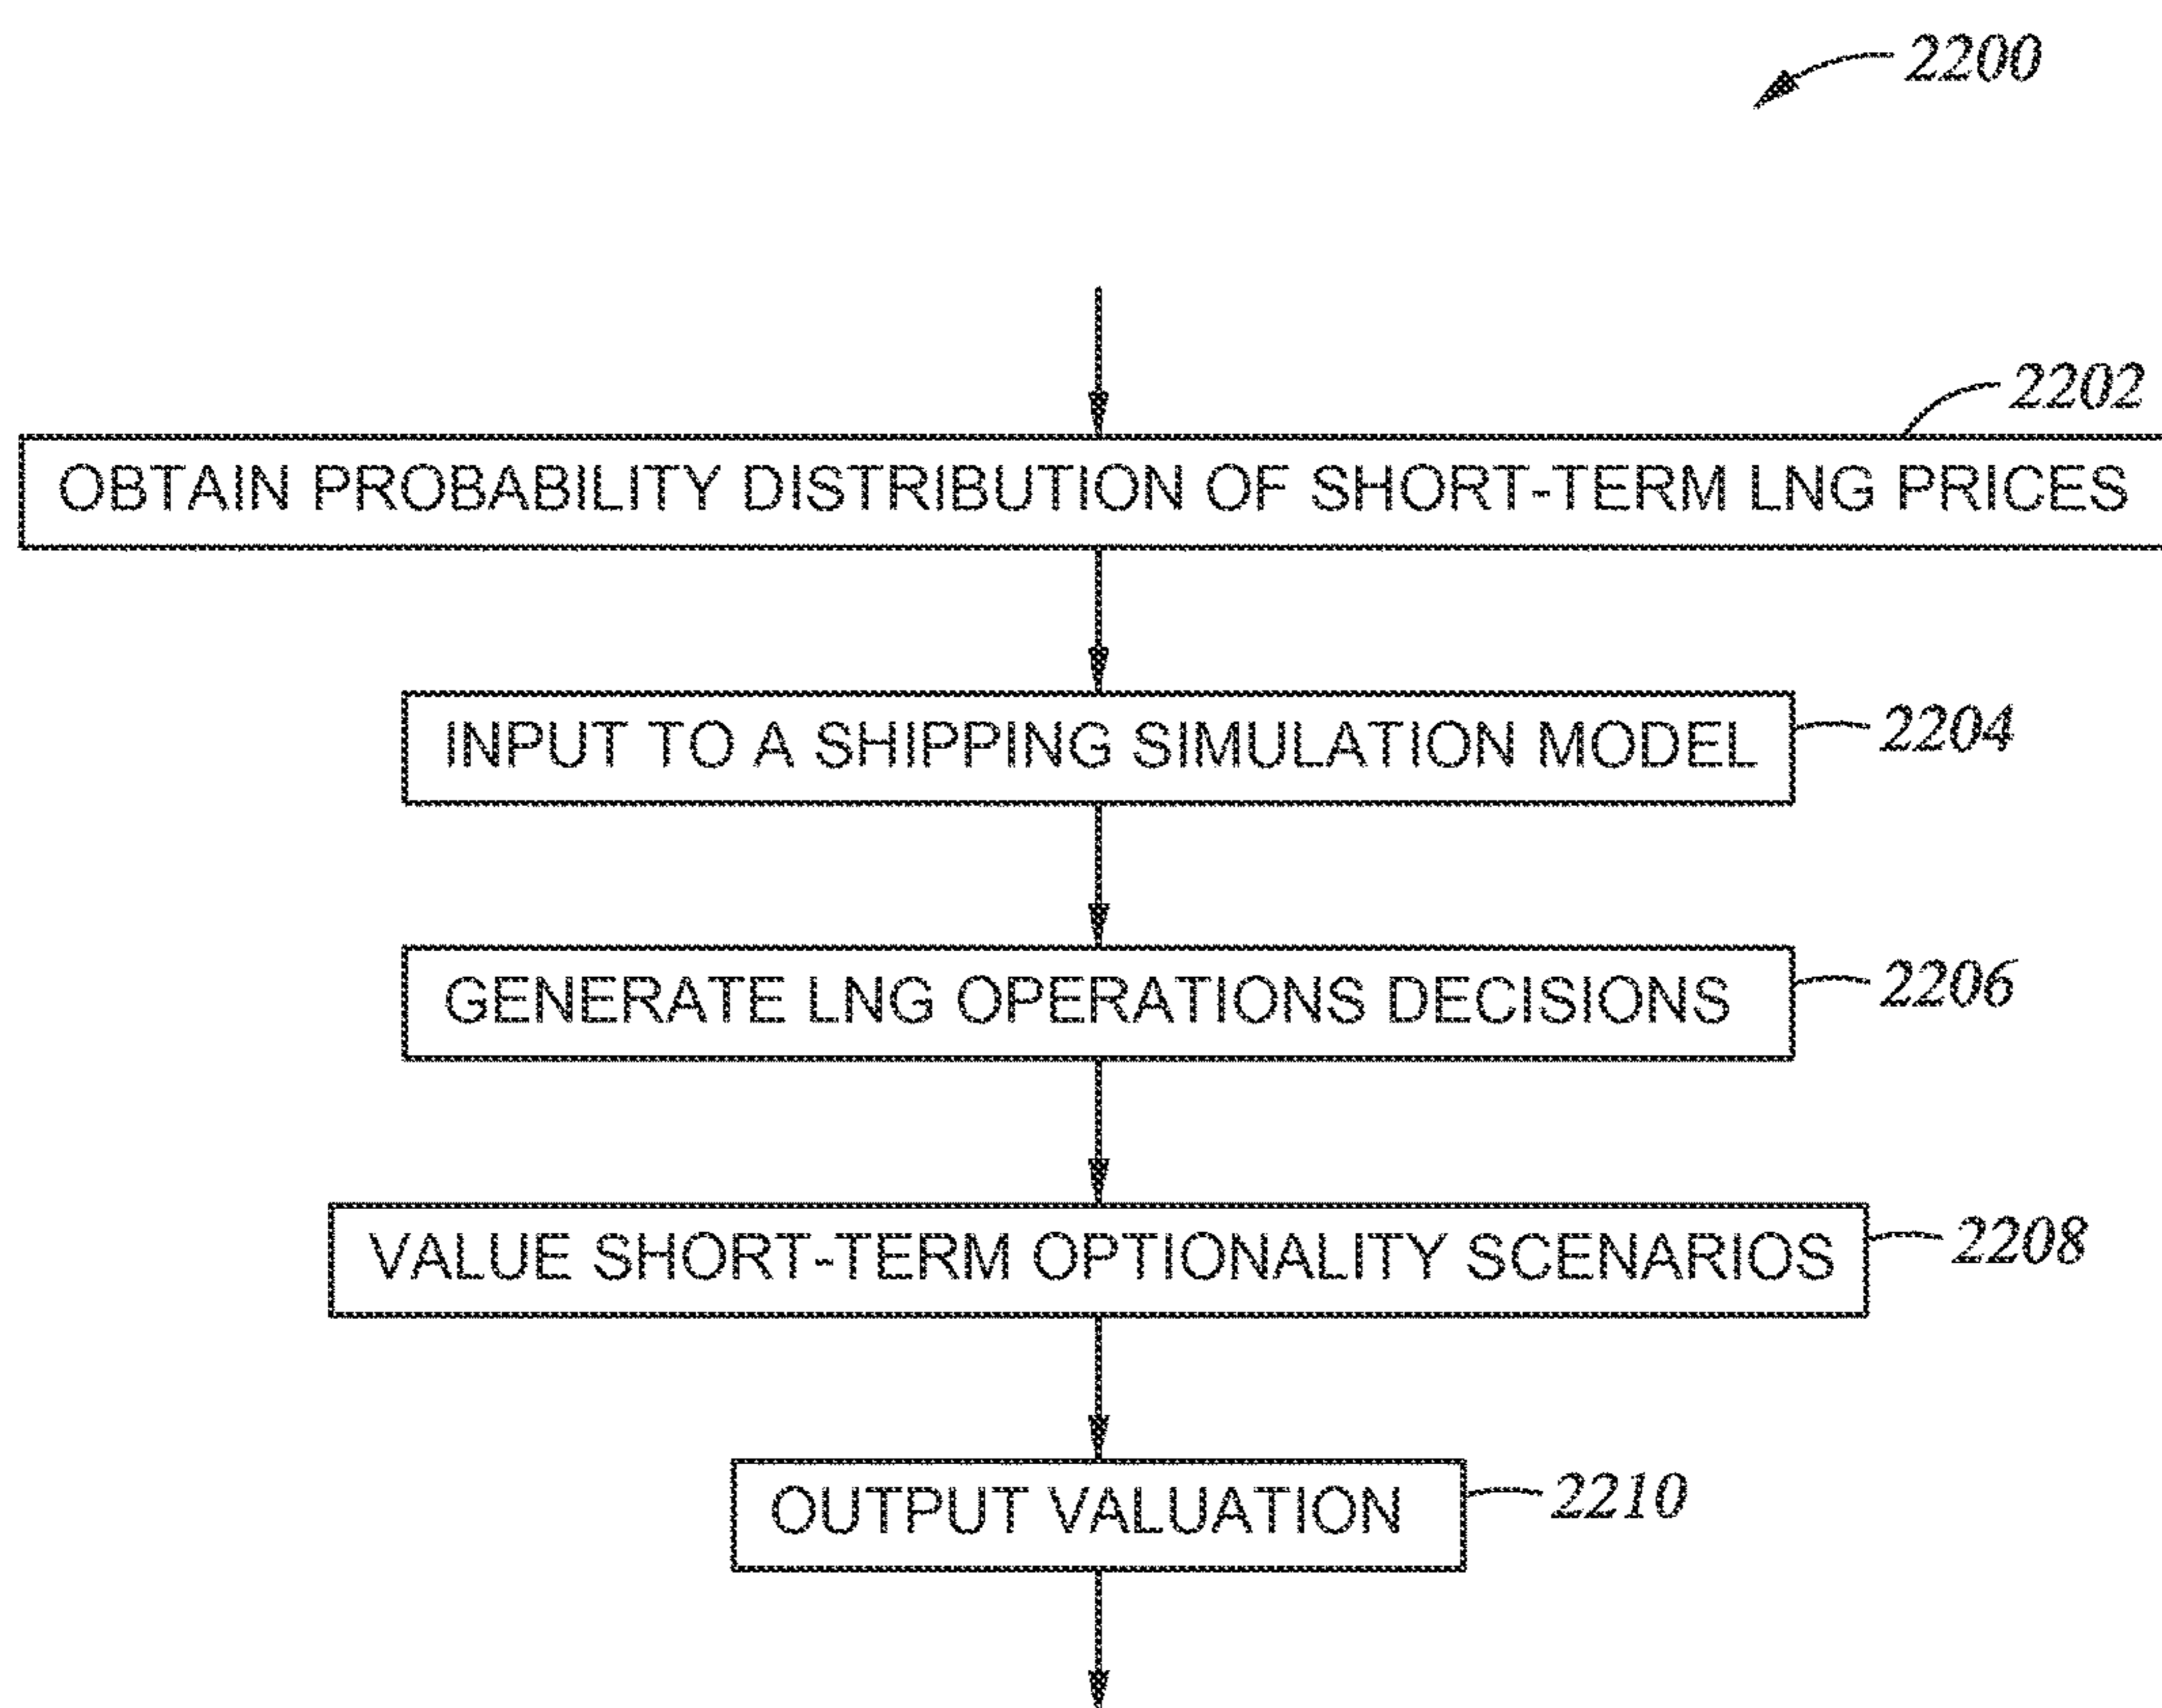 2200
2202
OBTAIN PROBABILITY DISTRIBUTION OF SHORT-TERM LNG PRICES
INPUT TO A SHIPPING SIMULATION MODEL 2204
GENERATE LNG OPERATIONS DECISIONS 2206
VALUE SHORT-TERM OPTIONALITY SCENARIOS 2208
OUTPUT VALUATION 2210